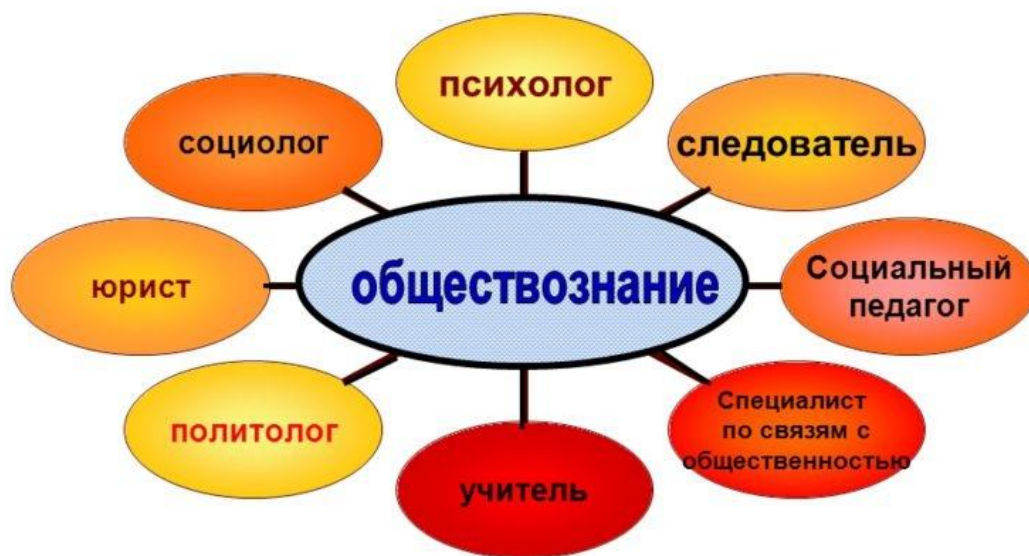 психолог
социолог
следователь
юрист
обществознание
Социальный
педагог
политолог
Специалист
по связям с
общественностью
учитель